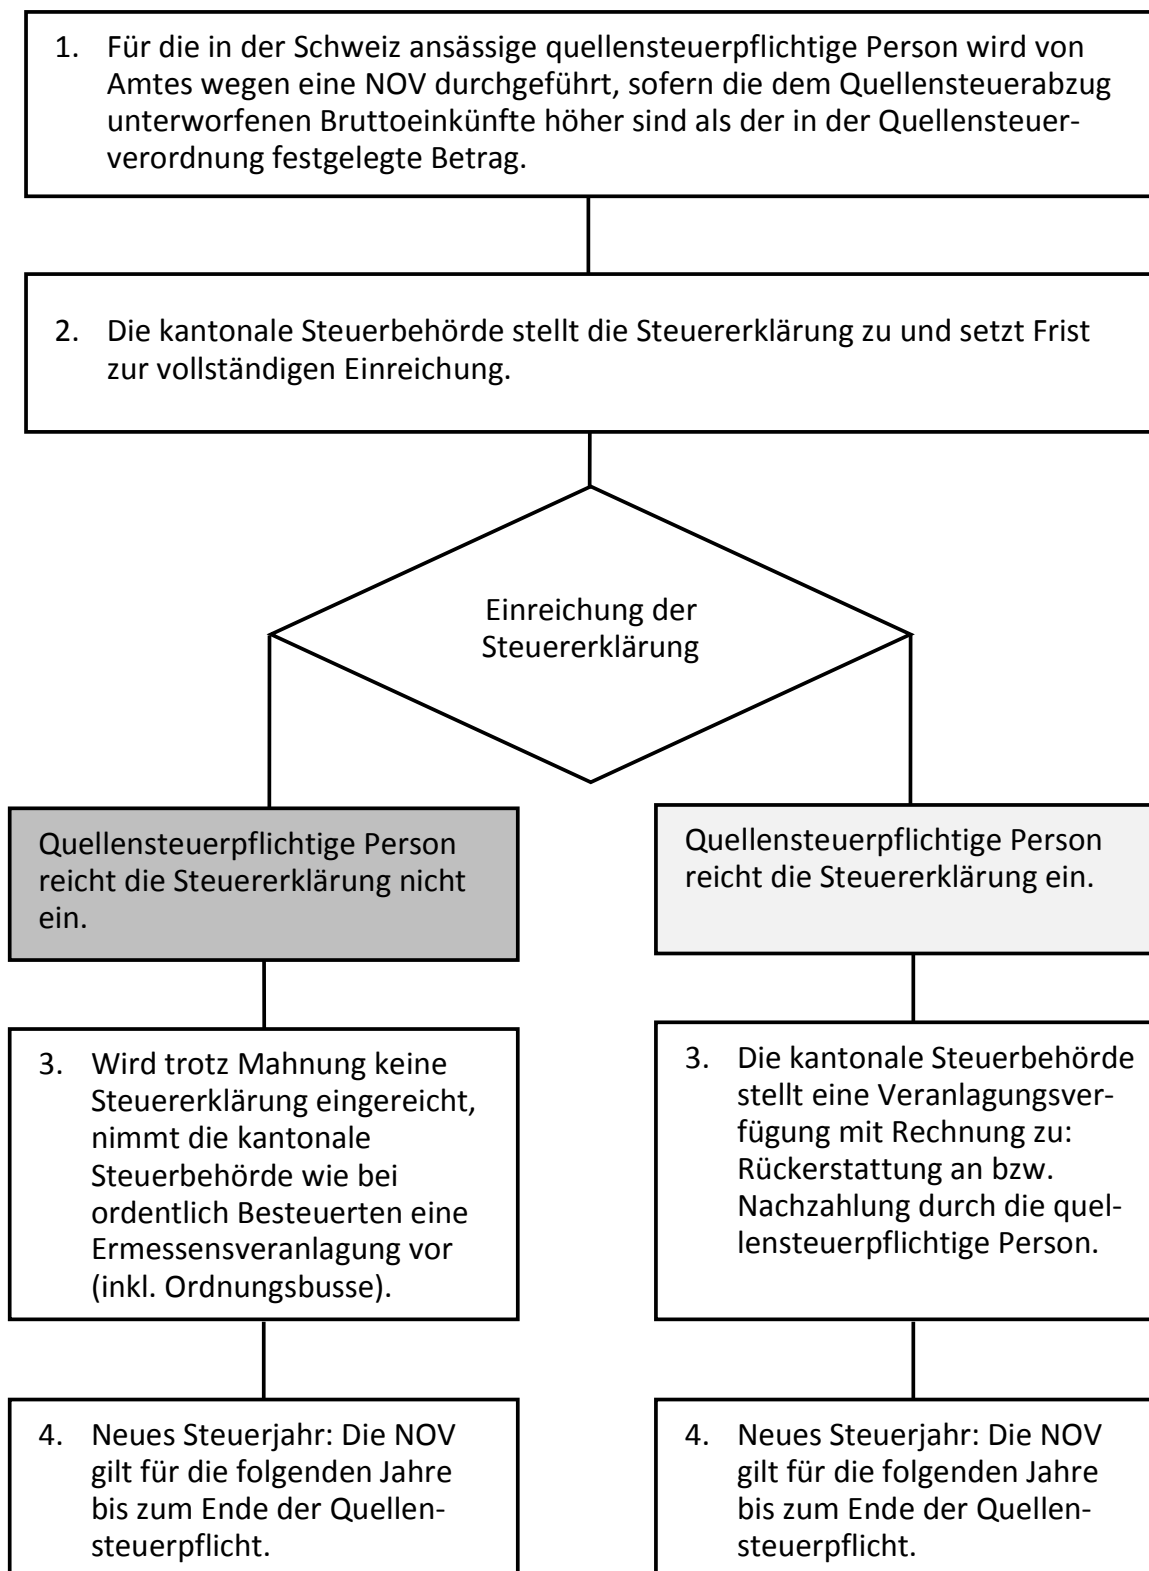 1. Für die in der Schweiz ansässige quellensteuerpflichtige Person wird von
Amtes wegen eine NOV durchgeführt, sofern die dem Quellensteuerabzug
unterworfenen Bruttoeinkünfte höher sind als der in der Quellensteuer-
verordnung festgelegte Betrag.
2. Die kantonale Steuerbehörde stellt die Steuererklärung zu und setzt Frist
zur vollständigen Einreichung.
Einreichung der
Steuererklärung
Quellensteuerpflichtige Person
reicht die Steuererklärung nicht
ein.
3. Wird trotz Mahnung keine
Steuererklärung eingereicht,
nimmt die kantonale
Steuerbehörde wie bei
ordentlich Besteuerten eine
Ermessensveranlagung vor
(inkl. Ordnungsbusse).
4. Neues Steuerjahr: Die NOV
gilt für die folgenden Jahre
bis zum Ende der Quellen-
steuerpflicht.
Quellensteuerpflichtige Person
reicht die Steuererklärung ein.
3. Die kantonale Steuerbehörde
stellt eine Veranlagungsver-
fügung mit Rechnung zu:
Rückerstattung an bzw.
Nachzahlung durch die quel-
lensteuerpflichtige Person.
4. Neues Steuerjahr: Die NOV
gilt für die folgenden Jahre
bis zum Ende der Quellen-
steuerpflicht.